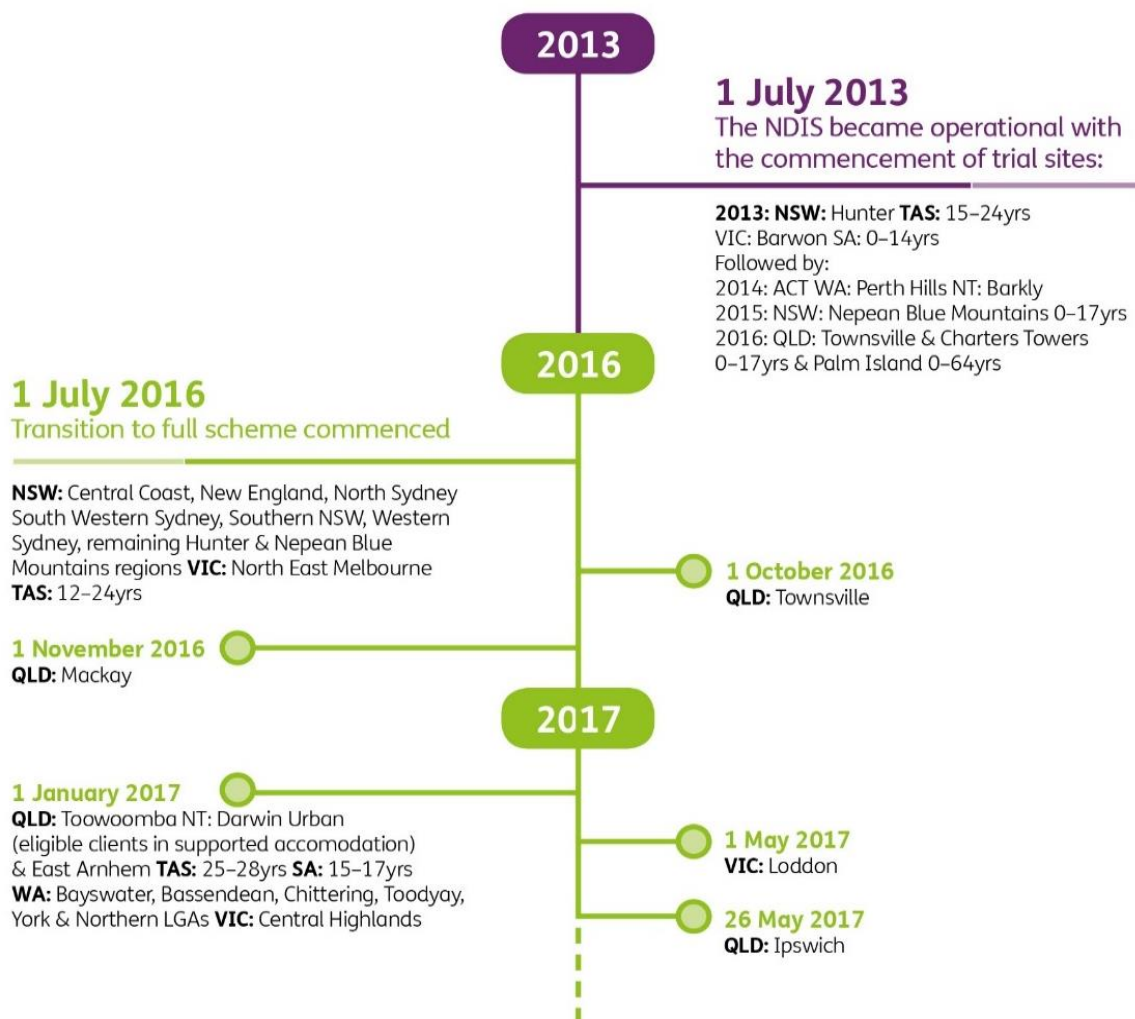 2013
1 July 2013
The NDIS became operational with
the commencement of trial sites:
2013: NSW: Hunter TAS: 15–24yrs
VIC: Barwon SA: 0–14yrs
Followed by:
2014: ACT WA: Perth Hills NT: Barkly
2015: NSW: Nepean Blue Mountains 0–17yrs
2016: QLD: Townsville & Charters Towers
0–17yrs & Palm Island 0–64yrs
2016
1 July 2016
Transition to full scheme commenced
NSW: Central Coast, New England, North Sydney
South Western Sydney, Southern NSW, Western
Sydney, remaining Hunter & Nepean Blue
Mountains regions VIC: North East Melbourne
TAS: 12–24yrs
1 October 2016
QLD: Townsville
1 November 2016
QLD: Mackay
2017
1 January 2017
QLD: Toowoomba NT: Darwin Urban
(eligible clients in supported accomodation)
& East Arnhem TAS: 25–28yrs SA: 15–17yrs
WA: Bayswater, Bassendean, Chittering, Toodyay,
York & Northern LGAs VIC: Central Highlands
1 May 2017
VIC: Loddon
26 May 2017
QLD: Ipswich